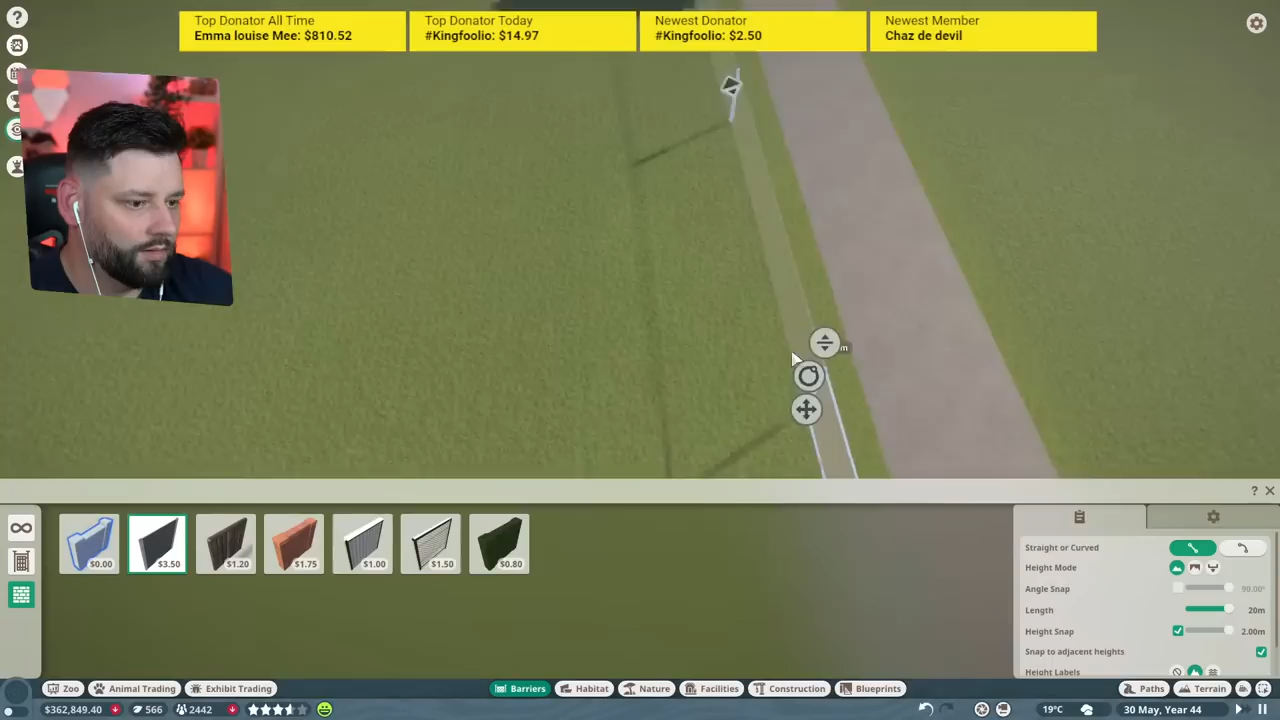 Top Donator All Time
Emma louise Mee: $810.52
Top Donator Today
#Kingfoolio: $14.97
Newest Donator
#Kingfoolio: $2.50
Newest Member
Chaz de devil
m
$0.00
$3.50
$1.20
$1.75
$1.00
$1.50
$0.80
Straight or Curved
Height Mode
Angle Snap 90.00°
Length 20m
Height Snap 2.00m
Snap to adjacent heights
Height Labels
Zoo
Animal Trading
Exhibit Trading
Barriers
Habitat
Nature
Facilities
Construction
Blueprints
Paths
Terrain
$362,849.40
566
2442
19°C
30 May, Year 44